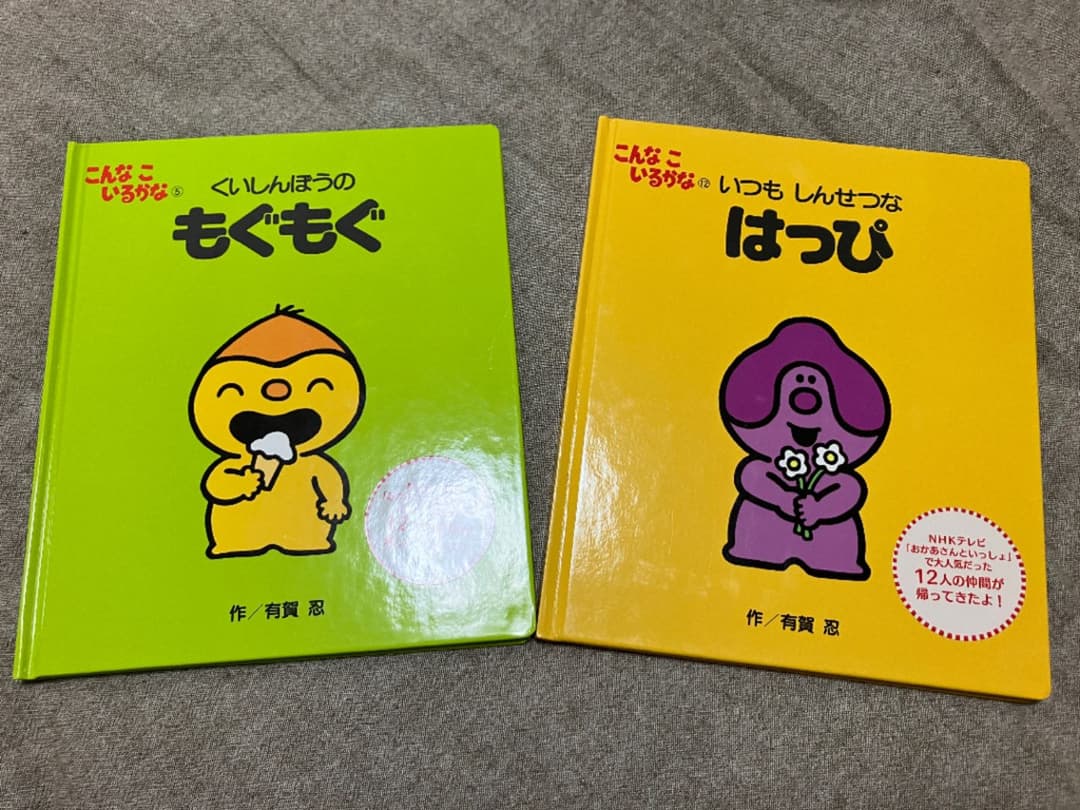 こんな こ
いるかな⑤
くいしんぼうの
もぐもぐ
作／有賀 忍
こんな こ
いるかな⑫
いつも しんせつな
はっぴ
NHKテレビ
「おかあさんといっしょ」
で大人気だった
12人の仲間が
帰ってきたよ！
作／有賀 忍